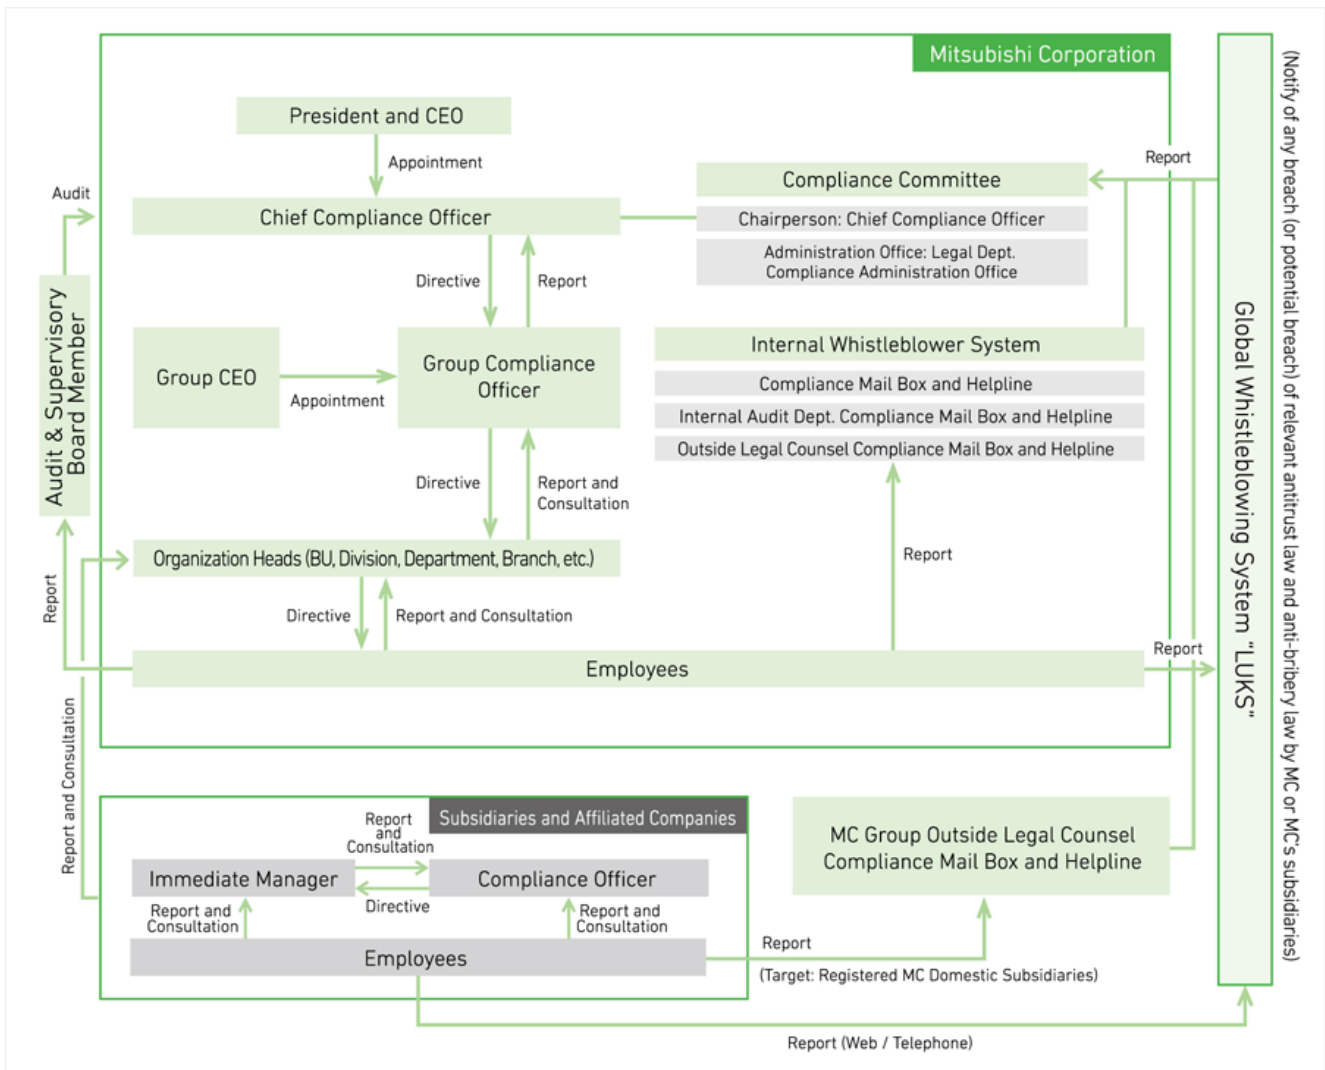 Mitsubishi Corporation
President and CEO
Appointment
Report
Compliance Committee
Audit
Chief Compliance Officer
Chairperson: Chief Compliance Officer
Administration Office: Legal Dept.
Compliance Administration Office
Directive
Report
Audit & Supervisory
Board Member
Group CEO
Appointment
Group Compliance
Officer
Internal Whistleblower System
Compliance Mail Box and Helpline
Internal Audit Dept. Compliance Mail Box and Helpline
Outside Legal Counsel Compliance Mail Box and Helpline
Directive
Report and
Consultation
Organization Heads (BU, Division, Department, Branch, etc.)
Report
Report
Directive
Report and Consultation
Employees
Report
Global Whistleblowing System "LUKS"
(Notify of any breach (or potential breach) of relevant antitrust law and anti-bribery law by MC or MC's subsidiaries)
Report and Consultation
Subsidiaries and Affiliated Companies
Report
and
Consultation
Immediate Manager
Compliance Officer
Directive
Report and
Consultation
Report and
Consultation
Employees
MC Group Outside Legal Counsel
Compliance Mail Box and Helpline
Report
(Target: Registered MC Domestic Subsidiaries)
Report (Web / Telephone)